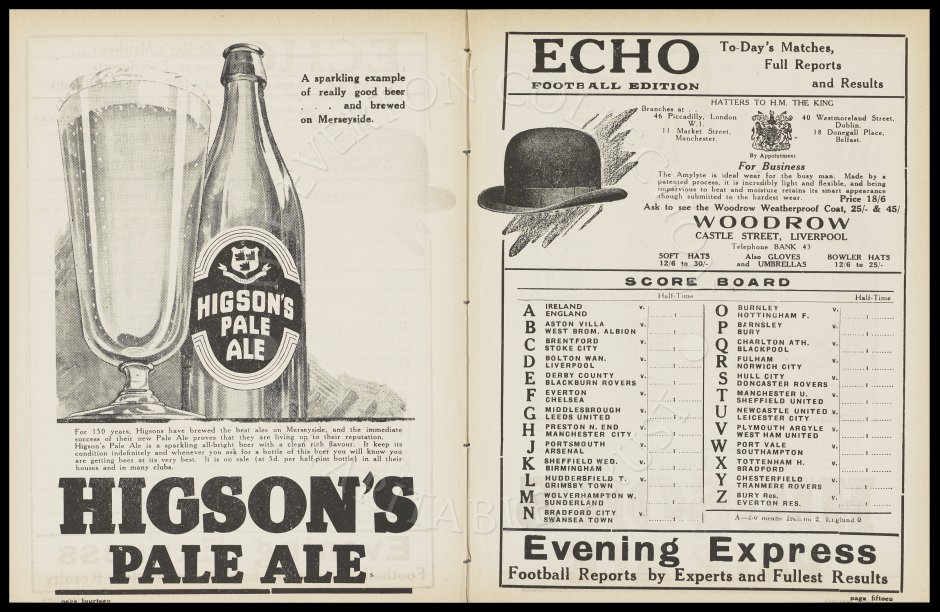 A sparkling example
of really good beer
. . . . and brewed
on Merseyside.
HIGSON'S
PALE
ALE
For 150 years, Higsons have brewed the best ales on Merseyside, and the immediate
success of their new Pale Ale proves that they are living up to their reputation.
Higson's Pale Ale is a sparkling all-bright beer with a clean rich flavour. It keep its
condition indefinitely and whenever you ask for a bottle of this beer you will know you
are getting beer at its very best. It is on sale (at 5d. per half-pint bottle) in all their
houses and in many clubs.
HIGSON'S
PALE ALE
page fourteen
ECHO
FOOTBALL EDITION
To-Day's Matches,
Full Reports
and Results
HATTERS TO H.M. THE KING
Branches at . .
46 Piccadilly, London
W.1.
11 Market Street,
Manchester.
40 Westmoreland Street,
Dublin.
18 Donegall Place,
Belfast.
By Appointment
For Business
The Amylyte is ideal wear for the busy man. Made by a
patented process, it is incredibly light and flexible, and being
impervious to heat and moisture retains its smart appearance
though submitted to the hardest wear. Price 18/6
Ask to see the Woodrow Weatherproof Coat, 25/- & 45/
WOODROW
CASTLE STREET, LIVERPOOL
Telephone BANK 43
SOFT HATS
12/6 to 30/-
Also GLOVES
and UMBRELLAS
BOWLER HATS
12/6 to 25/-
SCORE BOARD
Half-Time
A IRELAND v.
ENGLAND
B ASTON VILLA v.
WEST BROM. ALBION
C BRENTFORD v.
STOKE CITY
D BOLTON WAN. v.
LIVERPOOL
E DERBY COUNTY v.
BLACKBURN ROVERS
F EVERTON v.
CHELSEA
G MIDDLESBROUGH v.
LEEDS UNITED
H PRESTON N. END v.
MANCHESTER CITY
J PORTSMOUTH v.
ARSENAL
K SHEFFIELD WED. v.
BIRMINGHAM
L HUDDERSFIELD T. v.
GRIMSBY TOWN
M WOLVERHAMPTON W. v.
SUNDERLAND
N BRADFORD CITY v.
SWANSEA TOWN
Half-Time
O BURNLEY v.
NOTTINGHAM F.
P BARNSLEY v.
BURY
Q CHARLTON ATH. v.
BLACKPOOL
R FULHAM v.
NORWICH CITY
S HULL CITY v.
DONCASTER ROVERS
T MANCHESTER U. v.
SHEFFIELD UNITED
U NEWCASTLE UNITED v.
LEICESTER CITY
V PLYMOUTH ARGYLE v.
WEST HAM UNITED
W PORT VALE v.
SOUTHAMPTON
X TOTTENHAM H. v.
BRADFORD
Y CHESTERFIELD v.
TRANMERE ROVERS
Z BURY Res. v.
EVERTON RES.
A—2-0 means Ireland 2, England 0
Evening Express
Football Reports by Experts and Fullest Results
page fifteen